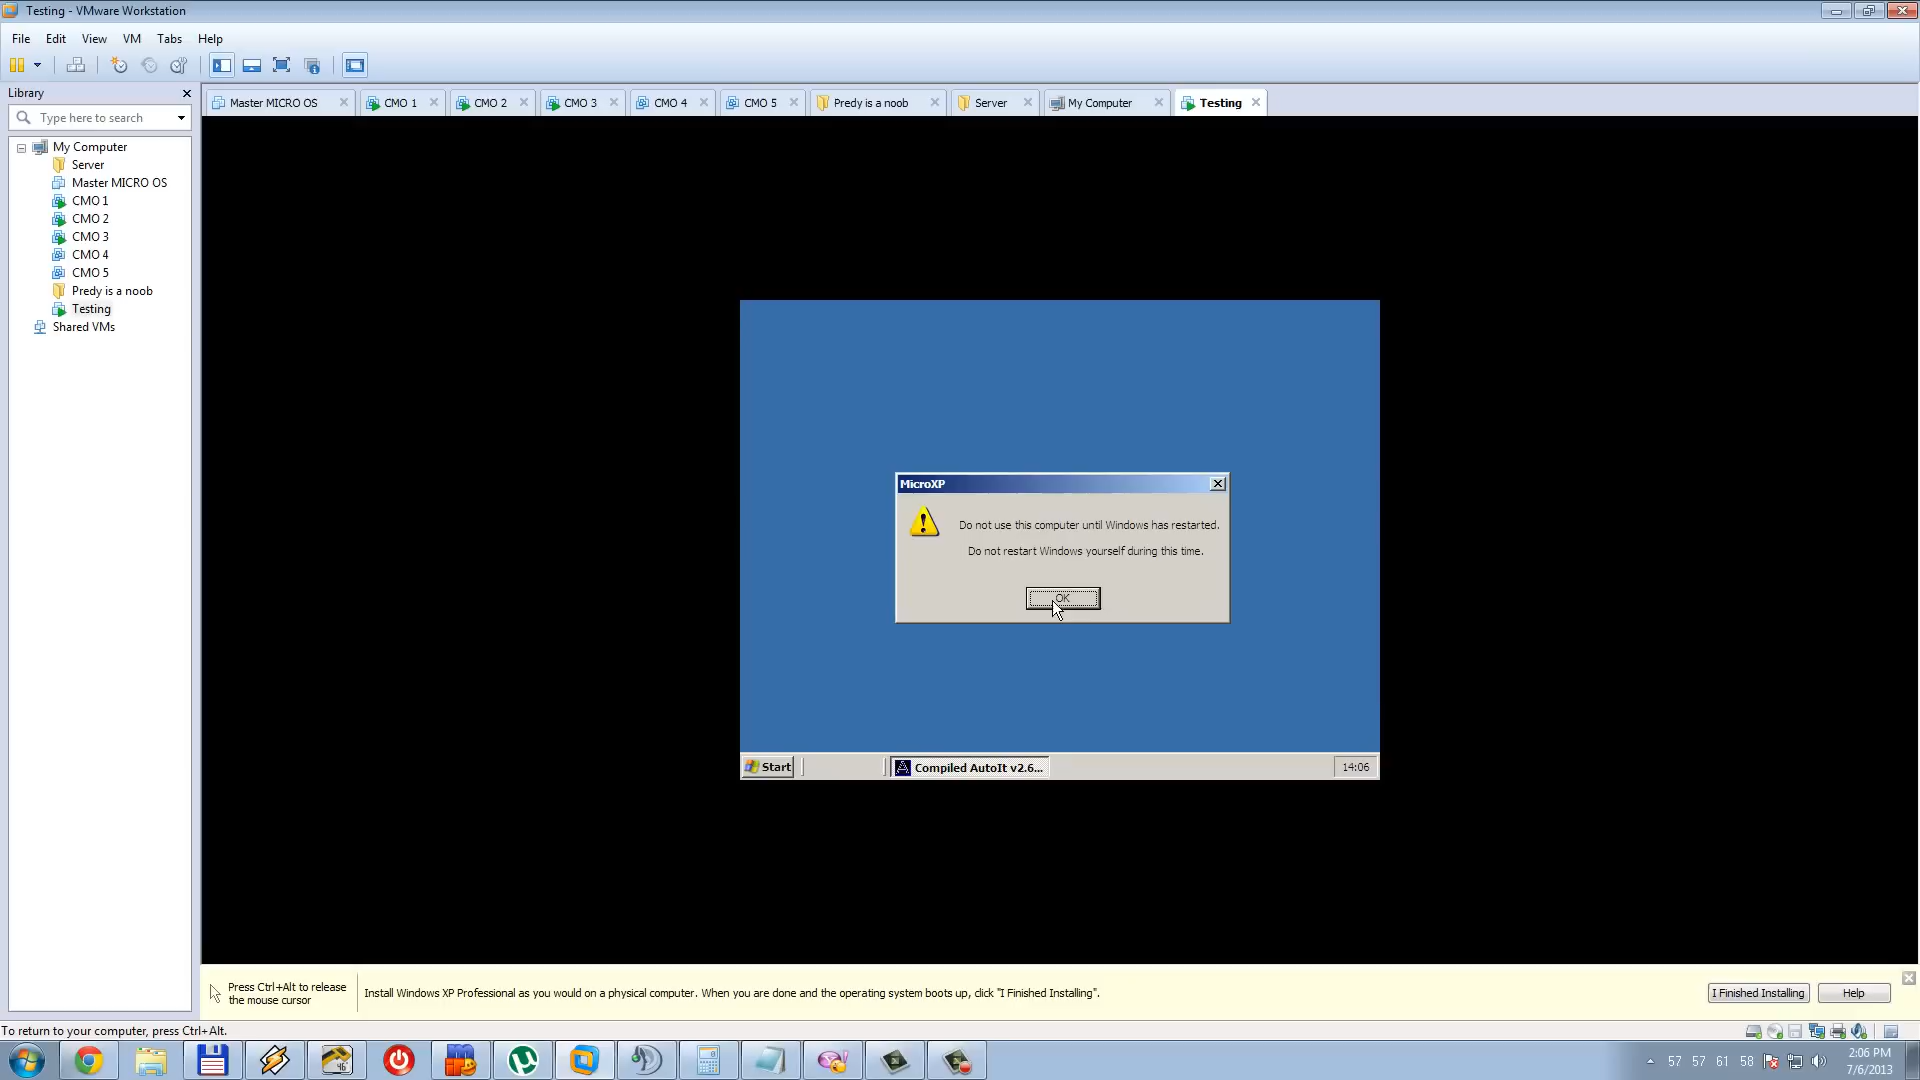 Testing - VMware Workstation
File Edit View VM Tabs Help
Library
Type here to search
Master MICRO OS
CMO 1
CMO 2
CMO 3
CMO 4
CMO 5
Predy is a noob
Server
My Computer
Testing
My Computer
Server
Master MICRO OS
CMO 1
CMO 2
CMO 3
CMO 4
CMO 5
Predy is a noob
Testing
Shared VMs
MicroXP
Do not use this computer until Windows has restarted.
Do not restart Windows yourself during this time.
OK
Start
Compiled AutoIt v2.6...
14:06
Press Ctrl+Alt to release
the mouse cursor
Install Windows XP Professional as you would on a physical computer. When you are done and the operating system boots up, click "I Finished Installing".
I Finished Installing
Help
To return to your computer, press Ctrl+Alt.
57 57 61 58
2:06 PM
7/6/2013